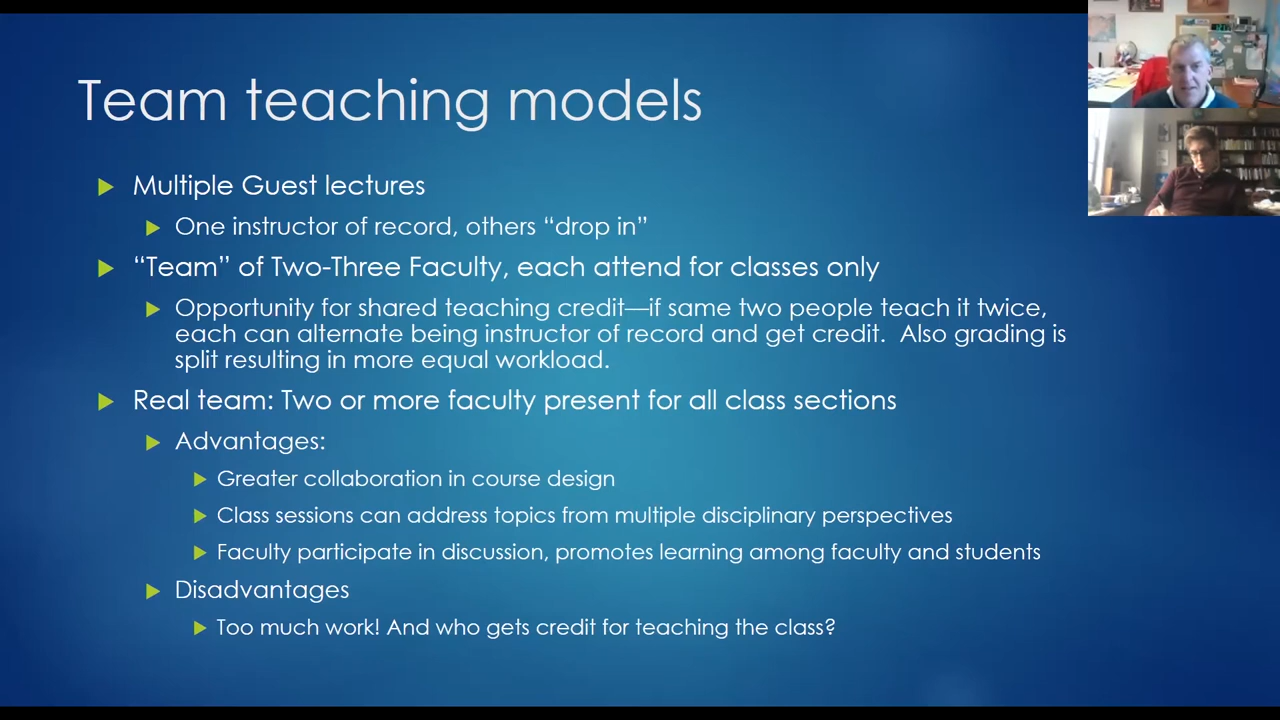 Team teaching models
Multiple Guest lectures
One instructor of record, others “drop in”
“Team” of Two-Three Faculty, each attend for classes only
Opportunity for shared teaching credit—if same two people teach it twice,
each can alternate being instructor of record and get credit.  Also grading is
split resulting in more equal workload.
Real team: Two or more faculty present for all class sections
Advantages:
Greater collaboration in course design
Class sessions can address topics from multiple disciplinary perspectives
Faculty participate in discussion, promotes learning among faculty and students
Disadvantages
Too much work! And who gets credit for teaching the class?